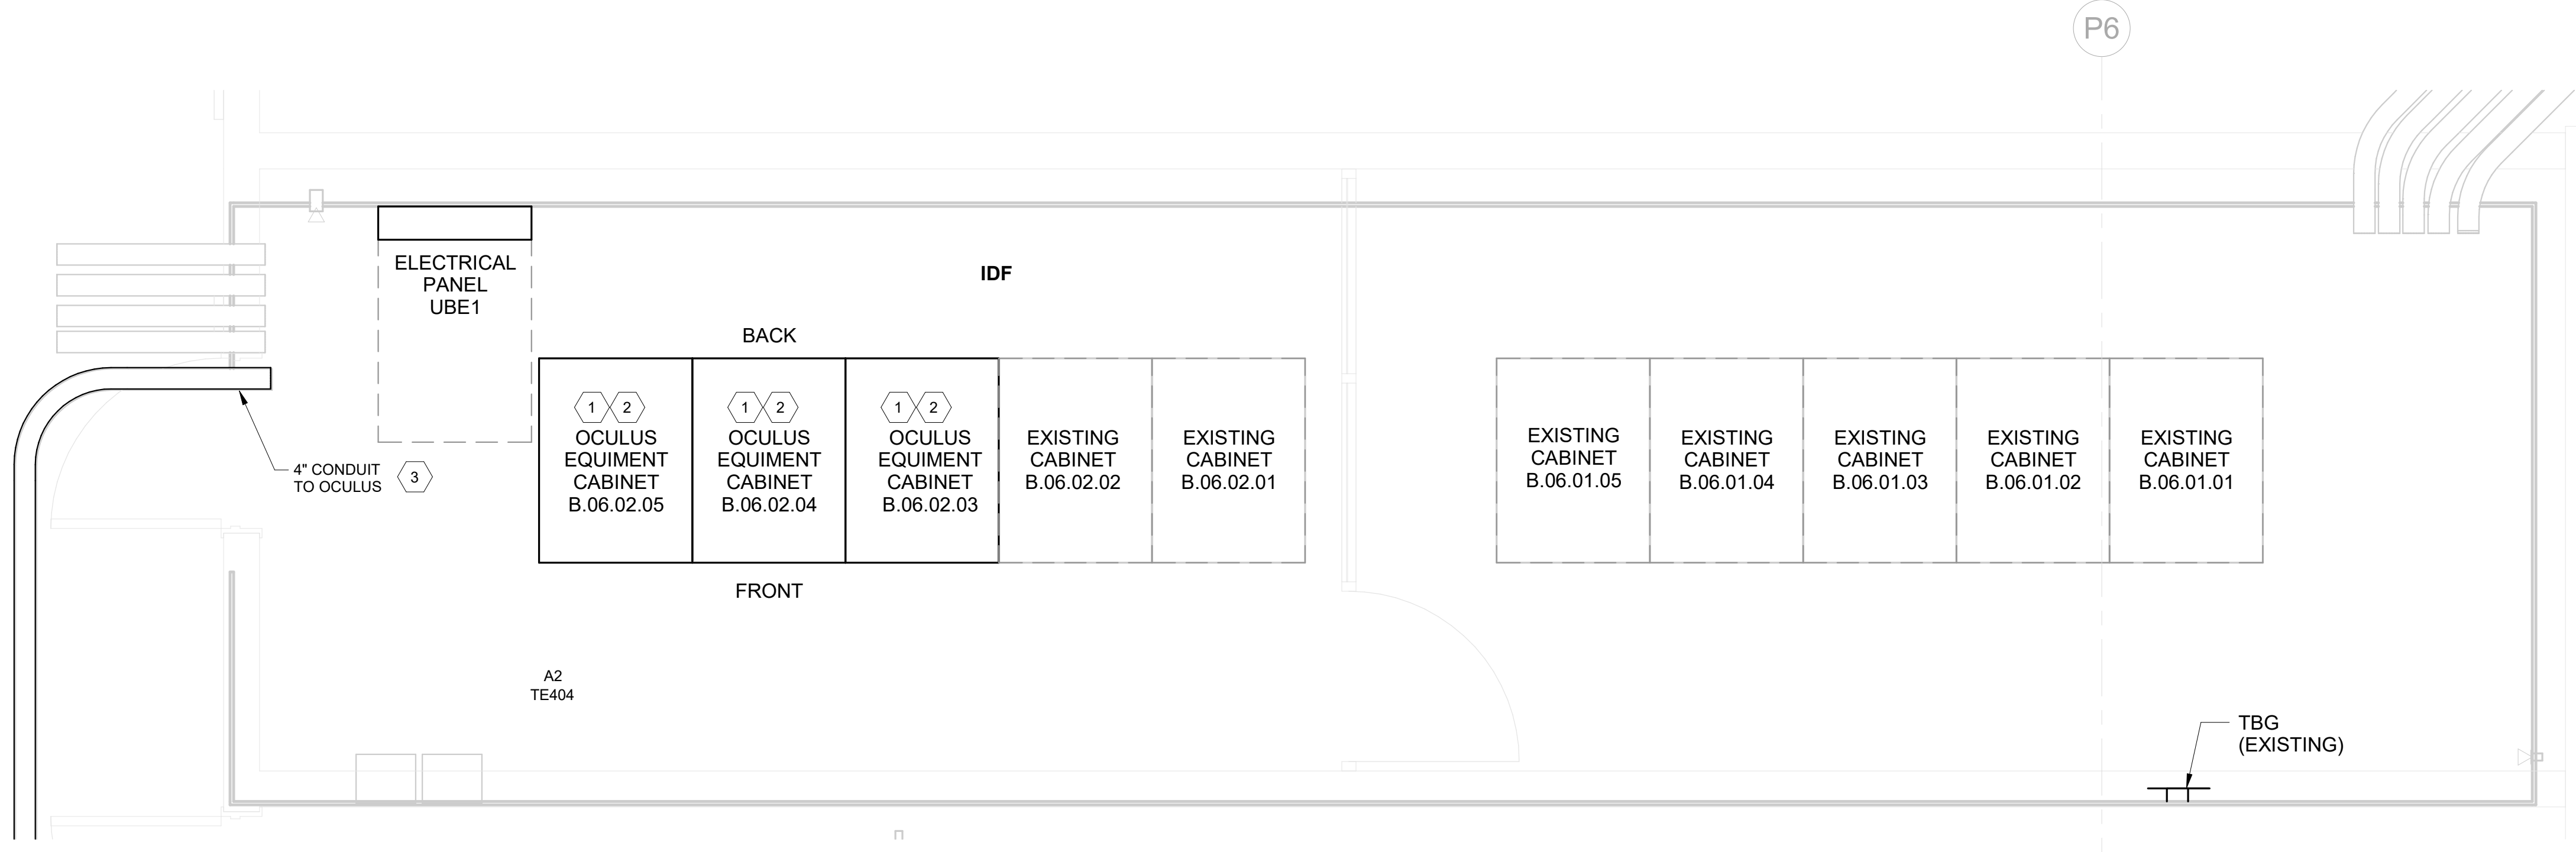 P6
ELECTRICAL
PANEL
UBE1
IDF
BACK
1 2
OCULUS
EQUIMENT
CABINET
B.06.02.05
1 2
OCULUS
EQUIMENT
CABINET
B.06.02.04
1 2
OCULUS
EQUIMENT
CABINET
B.06.02.03
EXISTING
CABINET
B.06.02.02
EXISTING
CABINET
B.06.02.01
EXISTING
CABINET
B.06.01.05
EXISTING
CABINET
B.06.01.04
EXISTING
CABINET
B.06.01.03
EXISTING
CABINET
B.06.01.02
EXISTING
CABINET
B.06.01.01
4" CONDUIT
TO OCULUS
3
FRONT
A2
TE404
TBG
(EXISTING)